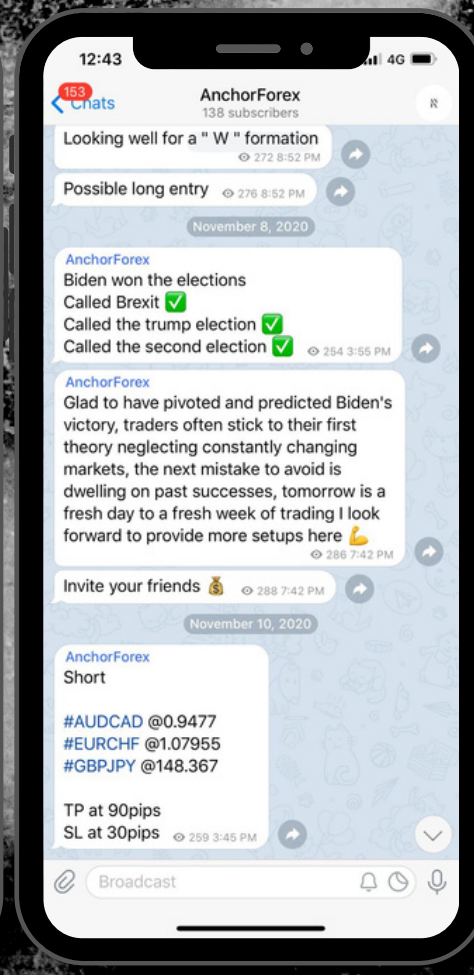 12:43
4G
153
Chats
AnchorForex
138 subscribers
Looking well for a " W " formation
272 8:52 PM
Possible long entry 276 8:52 PM
November 8, 2020
AnchorForex
Biden won the elections
Called Brexit ✅
Called the trump election ✅
Called the second election ✅ 254 3:55 PM
AnchorForex
Glad to have pivoted and predicted Biden's
victory, traders often stick to their first
theory neglecting constantly changing
markets, the next mistake to avoid is
dwelling on past successes, tomorrow is a
fresh day to a fresh week of trading I look
forward to provide more setups here 💪
286 7:42 PM
Invite your friends 💰 288 7:42 PM
November 10, 2020
AnchorForex
Short
#AUDCAD @0.9477
#EURCHF @1.07955
#GBPJPY @148.367
TP at 90pips
SL at 30pips 259 3:45 PM
Broadcast